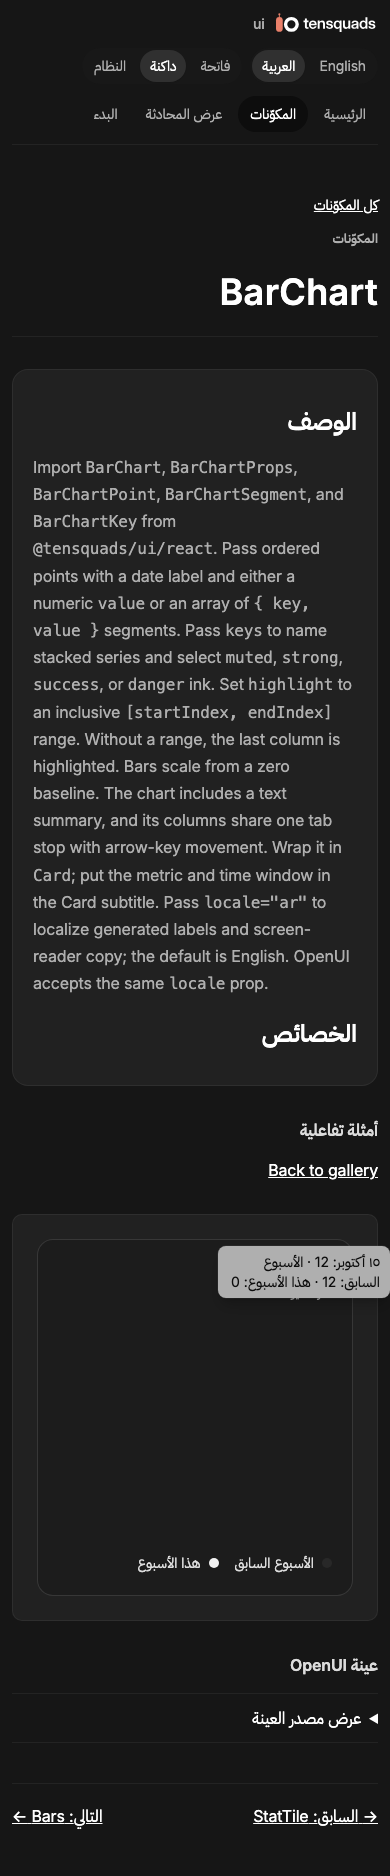 tensquads ui
English العربية فاتحة داكنة النظام
الرئيسية المكوّنات عرض المحادثة البدء
كل المكوّنات
المكوّنات
BarChart
الوصف
Import BarChart, BarChartProps,
BarChartPoint, BarChartSegment, and
BarChartKey from
@tensquads/ui/react. Pass ordered
points with a date label and either a
numeric value or an array of { key,
value } segments. Pass keys to name
stacked series and select muted, strong,
success, or danger ink. Set highlight to
an inclusive [startIndex, endIndex]
range. Without a range, the last column is
highlighted. Bars scale from a zero
baseline. The chart includes a text
summary, and its columns share one tab
stop with arrow-key movement. Wrap it in
Card; put the metric and time window in
the Card subtitle. Pass locale="ar" to
localize generated labels and screen-
reader copy; the default is English. OpenUI
accepts the same locale prop.
الخصائص
أمثلة تفاعلية
Back to gallery
١٥ أكتوبر: 12 · الأسبوع
السابق: 12 · هذا الأسبوع: 0
الأسبوع السابق هذا الأسبوع
عينة OpenUI
عرض مصدر العينة
→ السابق: StatTile
التالي: Bars ←